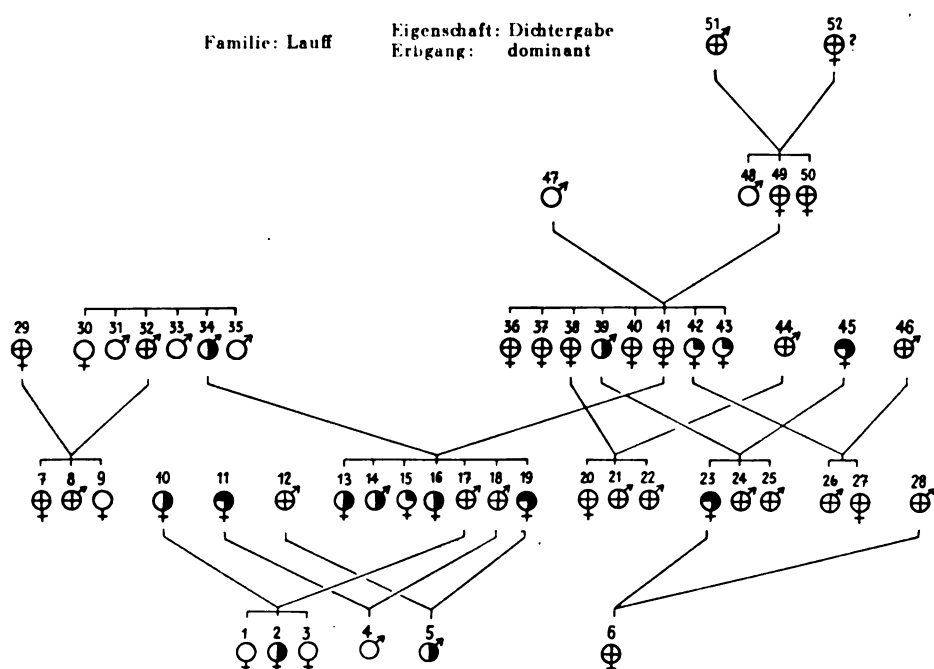 Familie: Lauff
Eigenschaft: Dichtergabe
Erbgang: dominant
51 52
?
47 48 49 50
29 30 31 32 33 34 35 36 37 38 39 40 41 42 43 44 45 46
7 8 9 10 11 12 13 14 15 16 17 18 19 20 21 22 23 24 25 26 27 28
1 2 3 4 5 6